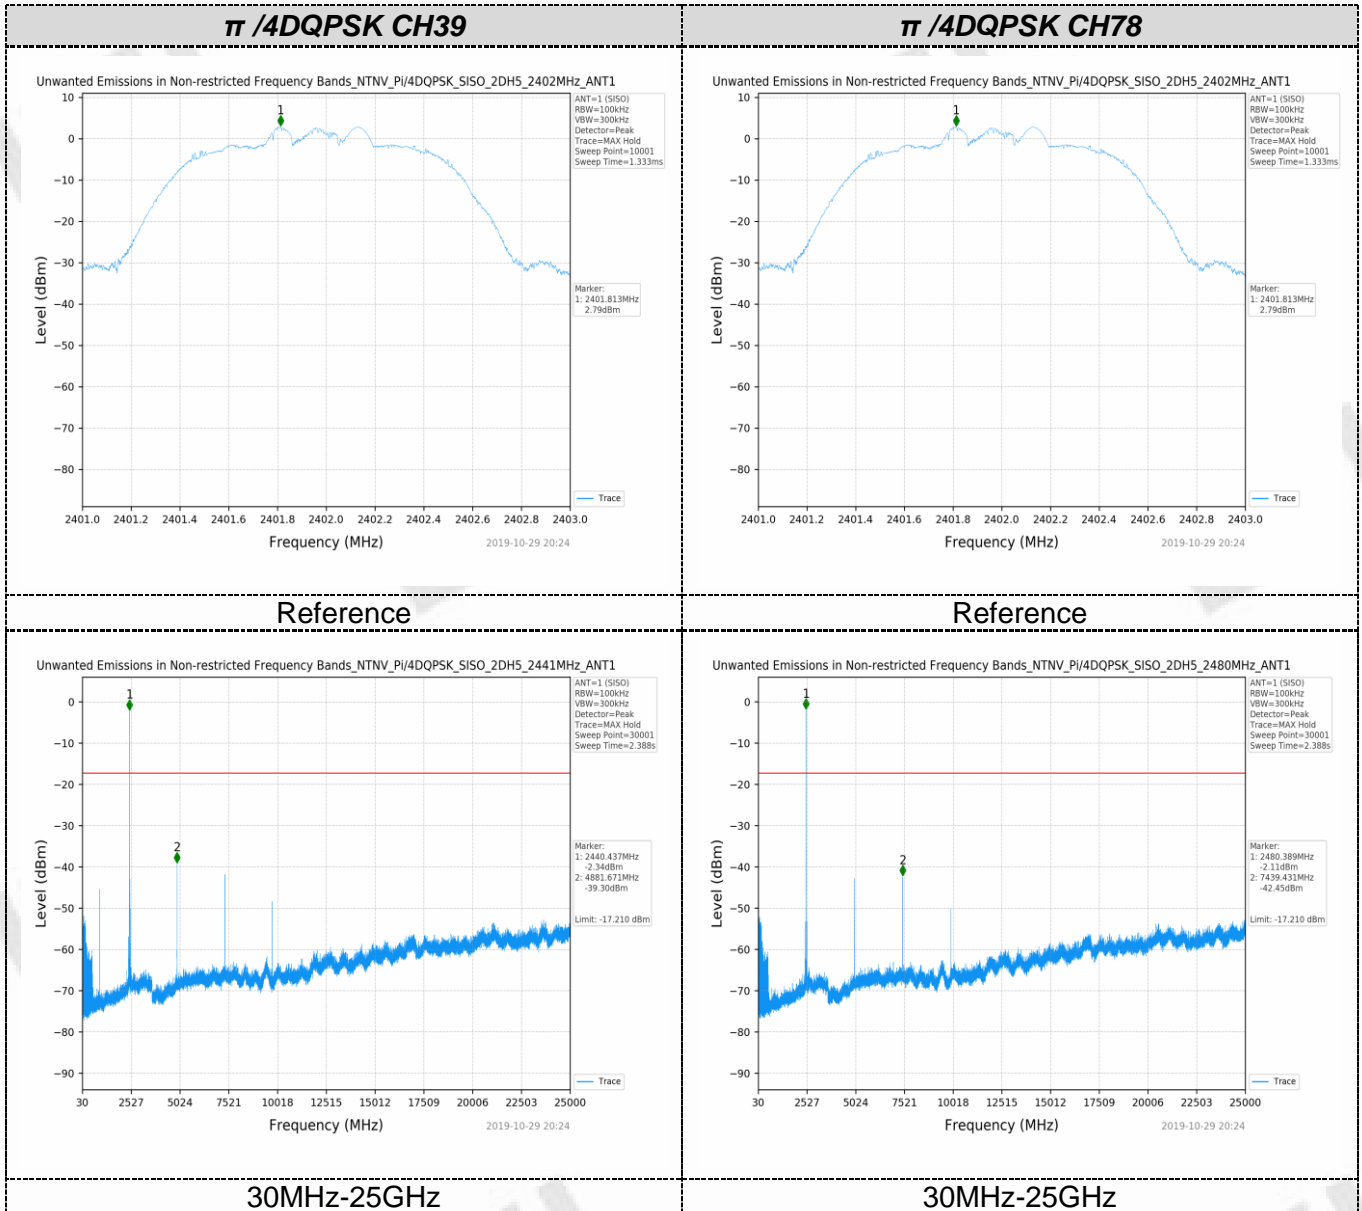 π /4DQPSK CH39
π /4DQPSK CH78
Unwanted Emissions in Non-restricted Frequency Bands_NTNV_Pi/4DQPSK_SISO_2DH5_2402MHz_ANT1
10
0
−10
−20
−30
−40
−50
−60
−70
−80
Level (dBm)
1
ANT=1 (SISO)
RBW=100kHz
VBW=300kHz
Detector=Peak
Trace=MAX Hold
Sweep Point=10001
Sweep Time=1.333ms
Marker:
1: 2401.813MHz
2.79dBm
Trace
2401.0 2401.2 2401.4 2401.6 2401.8 2402.0 2402.2 2402.4 2402.6 2402.8 2403.0
Frequency (MHz)
2019-10-29 20:24
Unwanted Emissions in Non-restricted Frequency Bands_NTNV_Pi/4DQPSK_SISO_2DH5_2402MHz_ANT1
10
0
−10
−20
−30
−40
−50
−60
−70
−80
Level (dBm)
1
ANT=1 (SISO)
RBW=100kHz
VBW=300kHz
Detector=Peak
Trace=MAX Hold
Sweep Point=10001
Sweep Time=1.333ms
Marker:
1: 2401.813MHz
2.79dBm
Trace
2401.0 2401.2 2401.4 2401.6 2401.8 2402.0 2402.2 2402.4 2402.6 2402.8 2403.0
Frequency (MHz)
2019-10-29 20:24
Reference
Reference
Unwanted Emissions in Non-restricted Frequency Bands_NTNV_Pi/4DQPSK_SISO_2DH5_2441MHz_ANT1
0
−10
−20
−30
−40
−50
−60
−70
−80
−90
Level (dBm)
1
2
ANT=1 (SISO)
RBW=100kHz
VBW=300kHz
Detector=Peak
Trace=MAX Hold
Sweep Point=30001
Sweep Time=2.388s
Marker:
1: 2440.437MHz
-2.34dBm
2: 4881.671MHz
-39.30dBm
Limit: -17.210 dBm
Trace
30 2527 5024 7521 10018 12515 15012 17509 20006 22503 25000
Frequency (MHz)
2019-10-29 20:24
Unwanted Emissions in Non-restricted Frequency Bands_NTNV_Pi/4DQPSK_SISO_2DH5_2480MHz_ANT1
0
−10
−20
−30
−40
−50
−60
−70
−80
−90
Level (dBm)
1
2
ANT=1 (SISO)
RBW=100kHz
VBW=300kHz
Detector=Peak
Trace=MAX Hold
Sweep Point=30001
Sweep Time=2.388s
Marker:
1: 2480.389MHz
-2.11dBm
2: 7439.431MHz
-42.45dBm
Limit: -17.210 dBm
Trace
30 2527 5024 7521 10018 12515 15012 17509 20006 22503 25000
Frequency (MHz)
2019-10-29 20:24
30MHz-25GHz
30MHz-25GHz